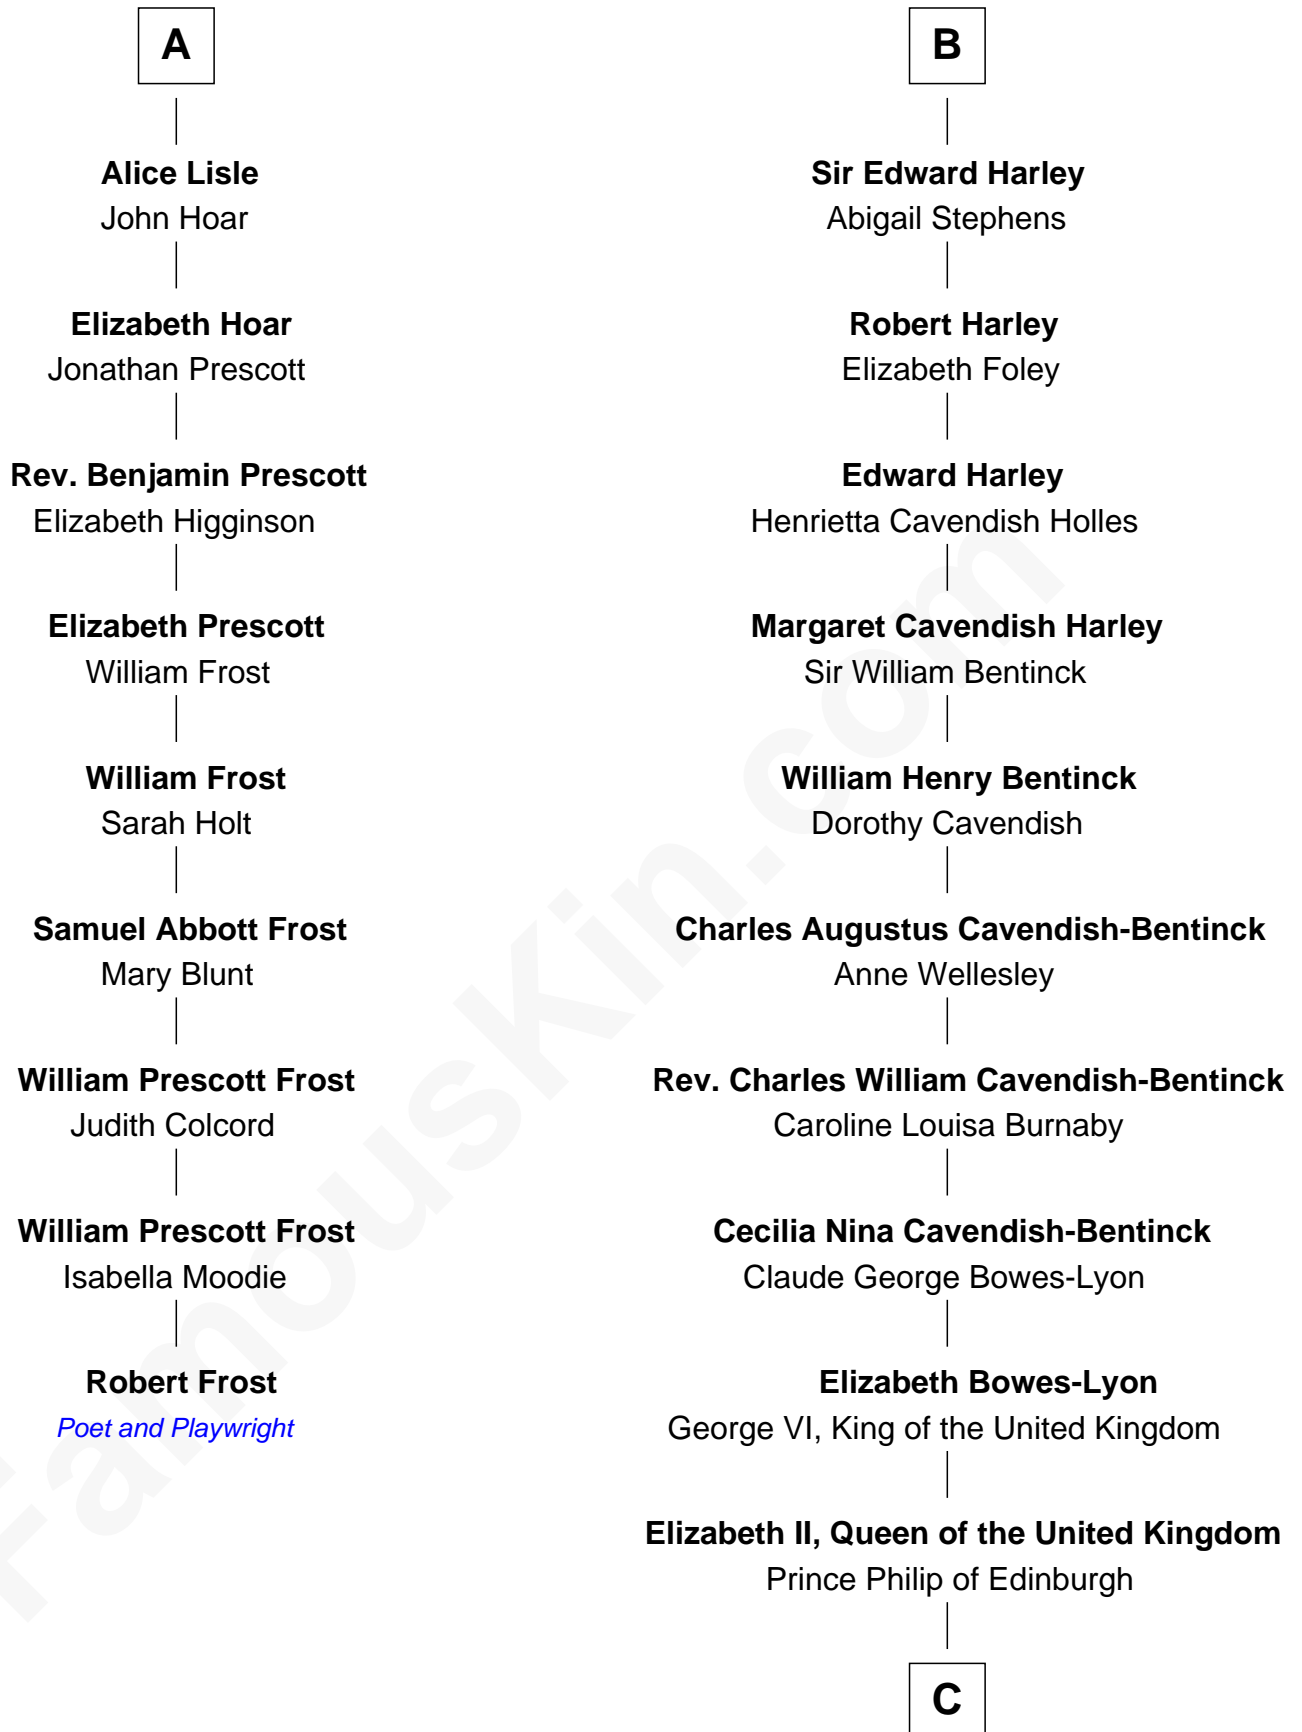 A
Alice Lisle
John Hoar
Elizabeth Hoar
Jonathan Prescott
Rev. Benjamin Prescott
Elizabeth Higginson
Elizabeth Prescott
William Frost
William Frost
Sarah Holt
Samuel Abbott Frost
Mary Blunt
William Prescott Frost
Judith Colcord
William Prescott Frost
Isabella Moodie
Robert Frost
Poet and Playwright
B
Sir Edward Harley
Abigail Stephens
Robert Harley
Elizabeth Foley
Edward Harley
Henrietta Cavendish Holles
Margaret Cavendish Harley
Sir William Bentinck
William Henry Bentinck
Dorothy Cavendish
Charles Augustus Cavendish-Bentinck
Anne Wellesley
Rev. Charles William Cavendish-Bentinck
Caroline Louisa Burnaby
Cecilia Nina Cavendish-Bentinck
Claude George Bowes-Lyon
Elizabeth Bowes-Lyon
George VI, King of the United Kingdom
Elizabeth II, Queen of the United Kingdom
Prince Philip of Edinburgh
C
FamousKin.com